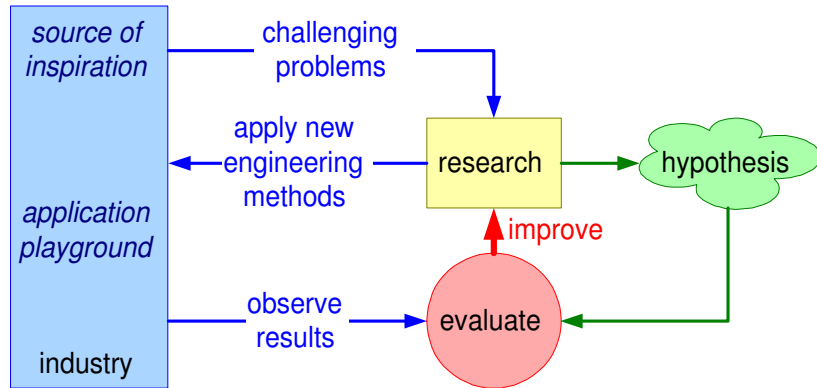 source of
inspiration
challenging
problems
apply new
engineering
methods
research
hypothesis
application
playground
improve
observe
results
evaluate
industry